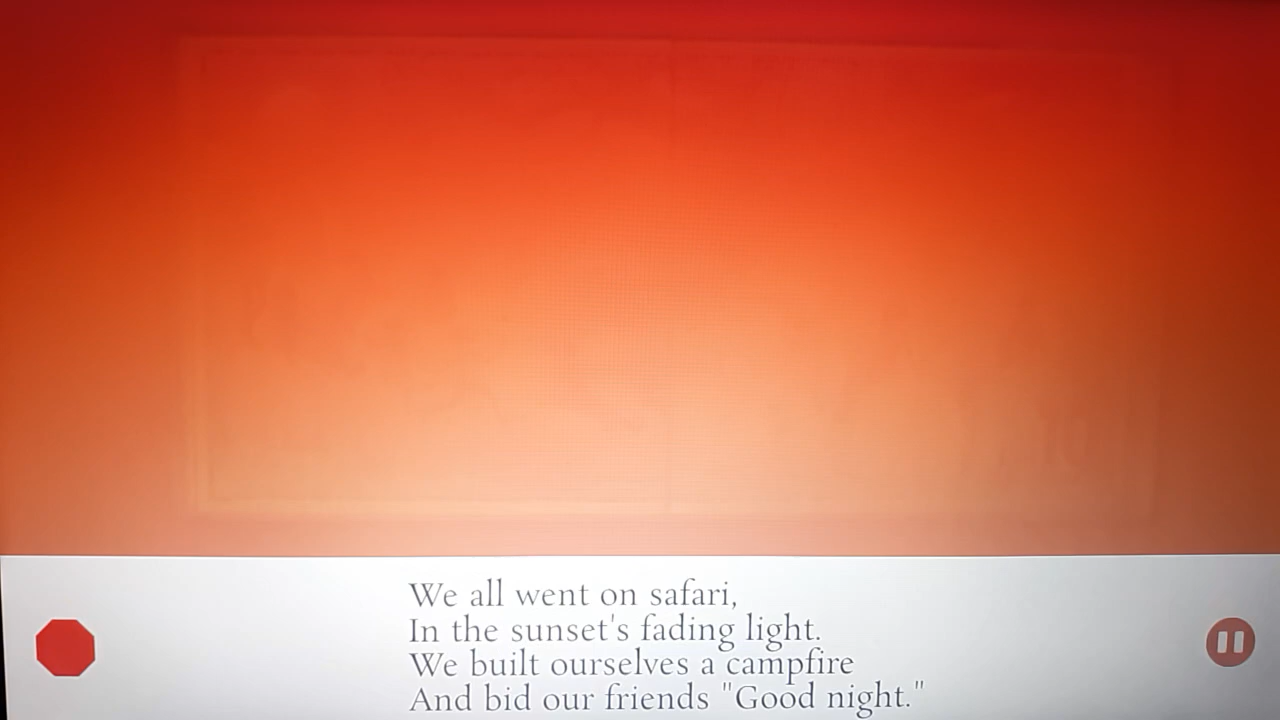 We all went on safari,
In the sunset's fading light.
We built ourselves a campfire
And bid our friends "Good night."